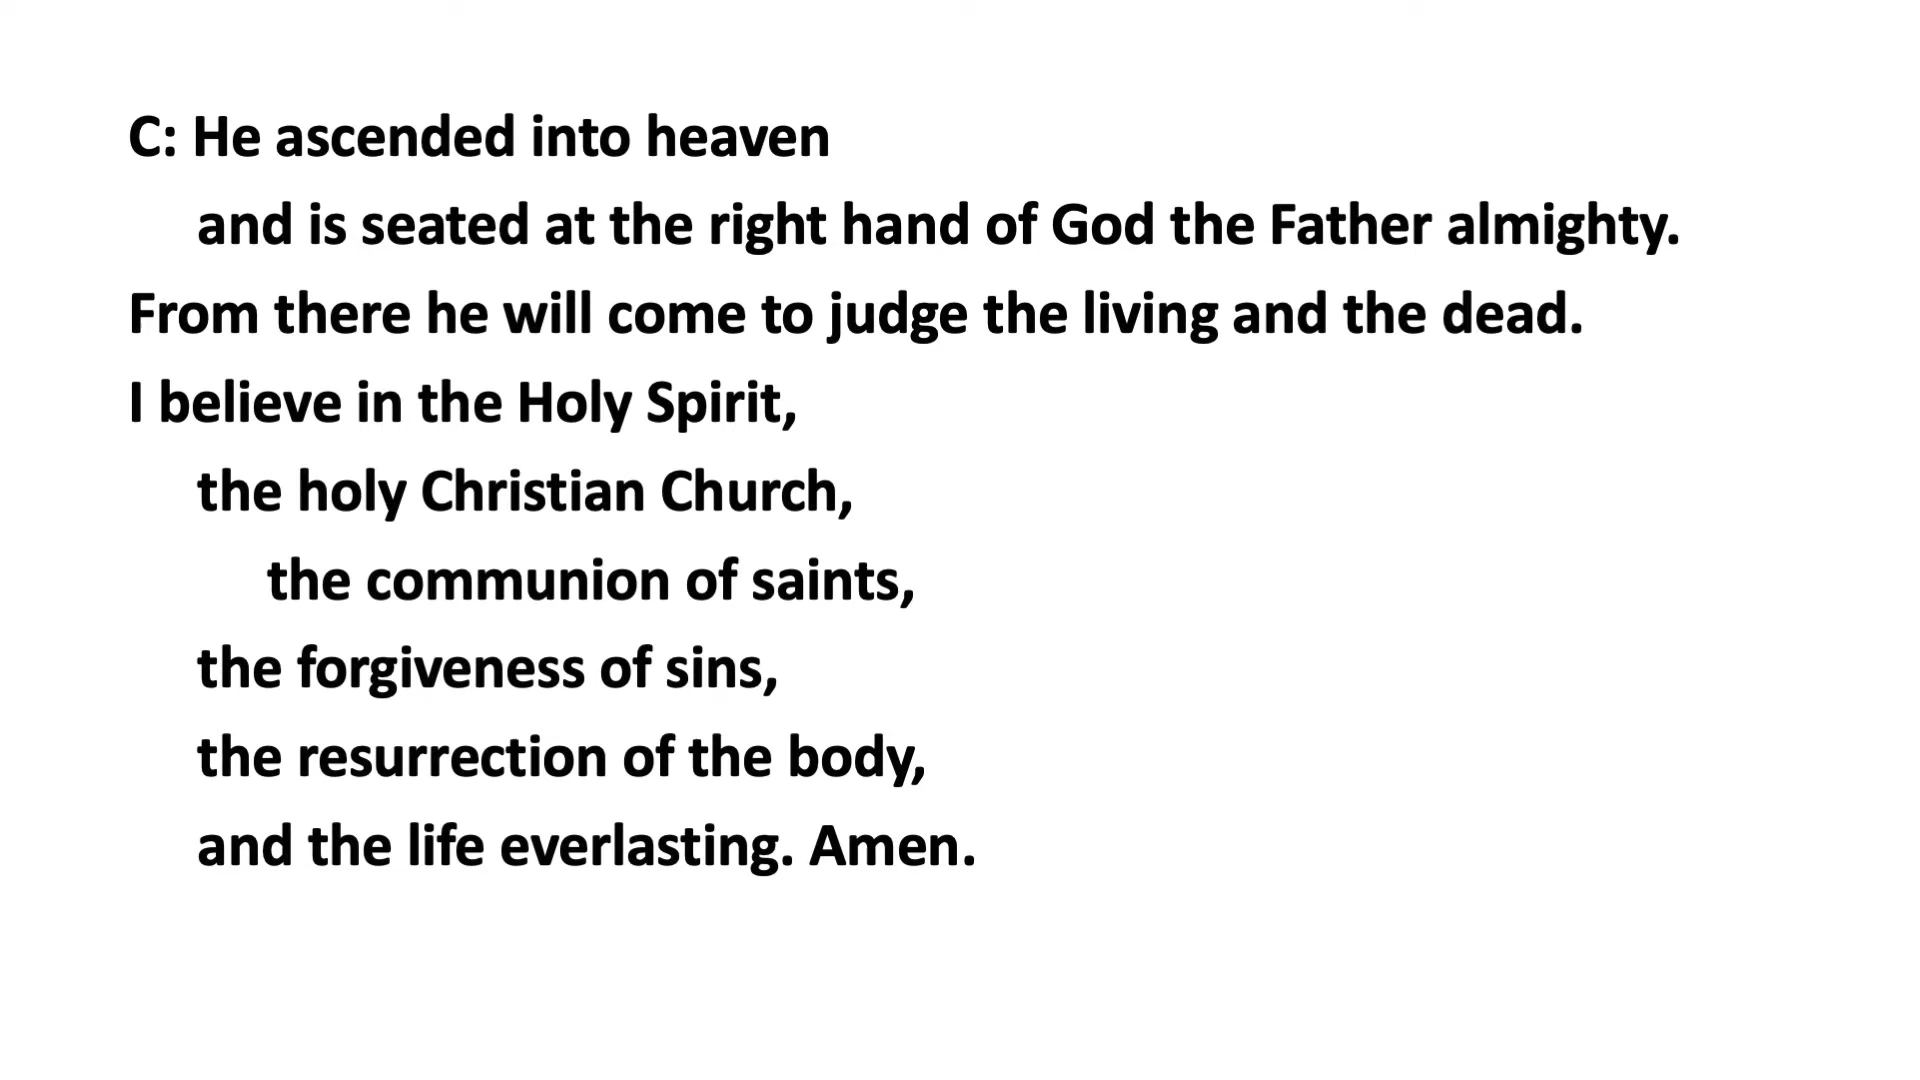 C: He ascended into heaven
and is seated at the right hand of God the Father almighty.
From there he will come to judge the living and the dead.
I believe in the Holy Spirit,
the holy Christian Church,
the communion of saints,
the forgiveness of sins,
the resurrection of the body,
and the life everlasting. Amen.